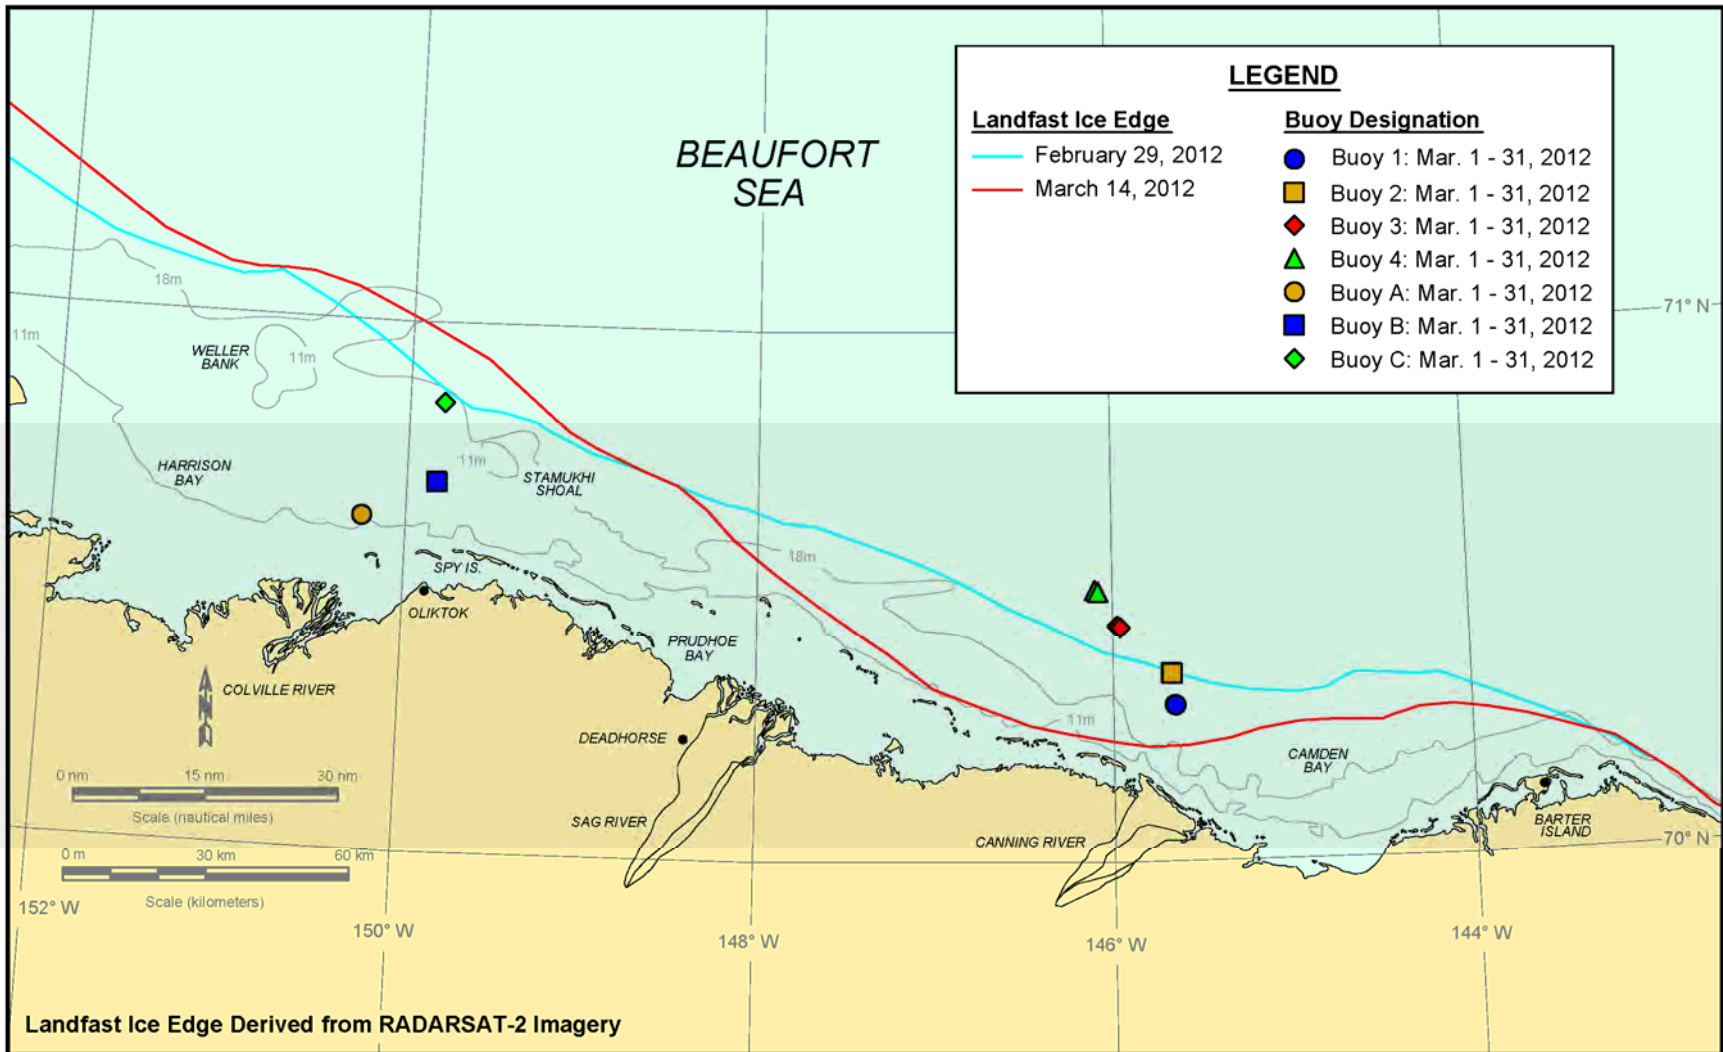 LEGEND
Landfast Ice Edge
February 29, 2012
March 14, 2012
Buoy Designation
Buoy 1: Mar. 1 - 31, 2012
Buoy 2: Mar. 1 - 31, 2012
Buoy 3: Mar. 1 - 31, 2012
Buoy 4: Mar. 1 - 31, 2012
Buoy A: Mar. 1 - 31, 2012
Buoy B: Mar. 1 - 31, 2012
Buoy C: Mar. 1 - 31, 2012
BEAUFORT
SEA
18m
71° N
11m
WELLER
BANK
11m
HARRISON
BAY
11m
STAMUKHI
SHOAL
18m
SPY IS.
OLIKTOK
PRUDHOE
BAY
COLVILLE RIVER
N
11m
DEADHORSE
CAMDEN
BAY
0 nm
15 nm
30 nm
Scale (nautical miles)
SAG RIVER
BARTER
ISLAND
CANNING RIVER
70° N
0 m
30 km
60 km
Scale (kilometers)
152° W
150° W
148° W
146° W
144° W
Landfast Ice Edge Derived from RADARSAT-2 Imagery